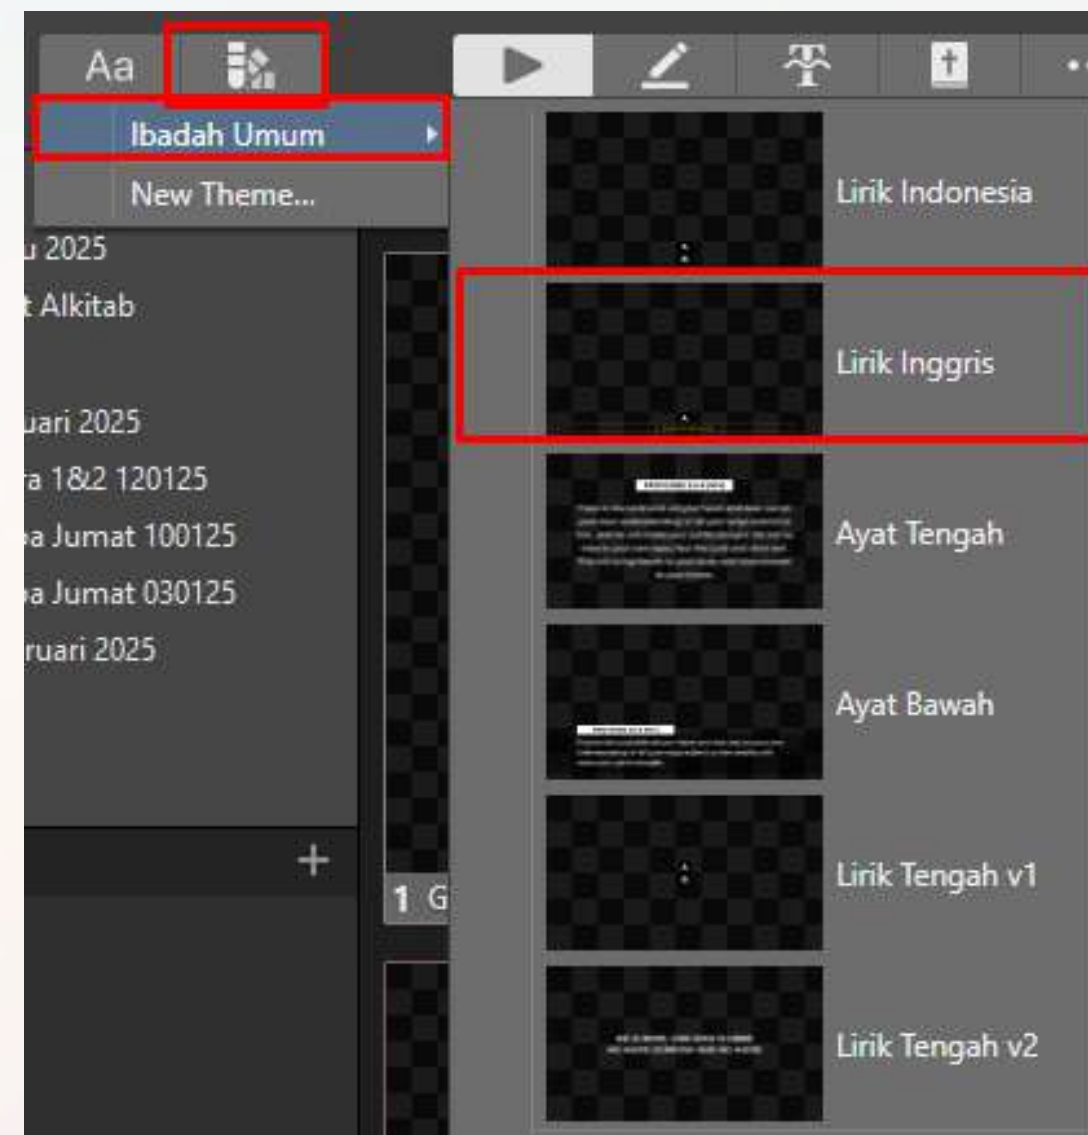 Aa
Ibadah Umum
New Theme...
u 2025
t Alkitab
uari 2025
ra 1&2 120125
a Jumat 100125
a Jumat 030125
ruari 2025
1 G
Lirik Indonesia
Lirik Inggris
Ayat Tengah
Ayat Bawah
Lirik Tengah v1
Lirik Tengah v2